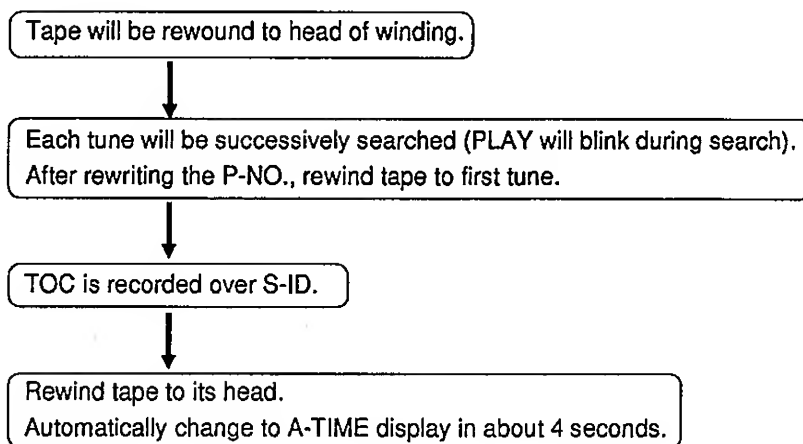 Tape will be rewound to head of winding.
Each tune will be successively searched (PLAY will blink during search).
After rewriting the P-NO., rewind tape to first tune.
TOC is recorded over S-ID.
Rewind tape to its head.
Automatically change to A-TIME display in about 4 seconds.